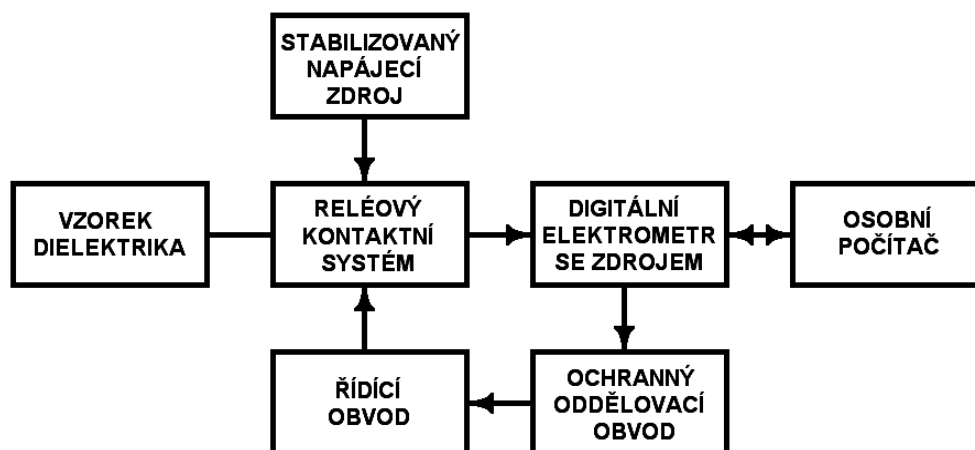 STABILIZOVANÝ
NAPÁJECÍ
ZDROJ
VZOREK
DIELEKTRIKA
RELÉOVÝ
KONTAKTNÍ
SYSTÉM
DIGITÁLNÍ
ELEKTROMETR
SE ZDROJEM
OSOBNÍ
POČÍTAČ
ŘÍDÍCÍ
OBVOD
OCHRANNÝ
ODDĚLOVACÍ
OBVOD